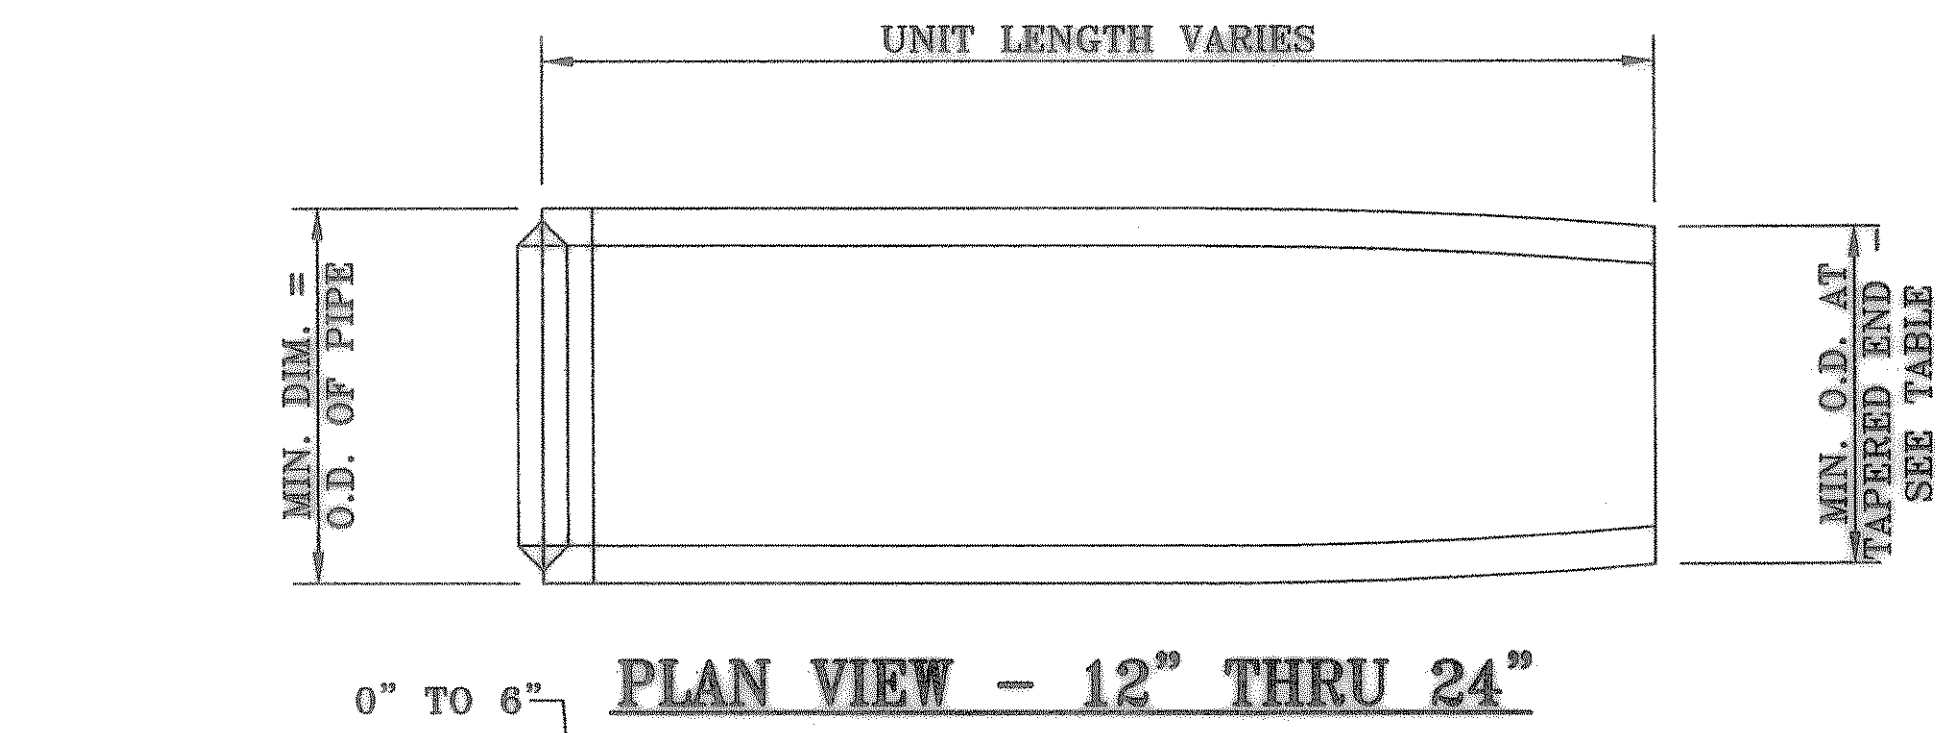 UNIT LENGTH VARIES
MIN. DIM. =
O.D. OF PIPE
MIN. O.D. AT
TAPERED END -
SEE TABLE
PLAN VIEW - 12" THRU 24"
0" TO 6"